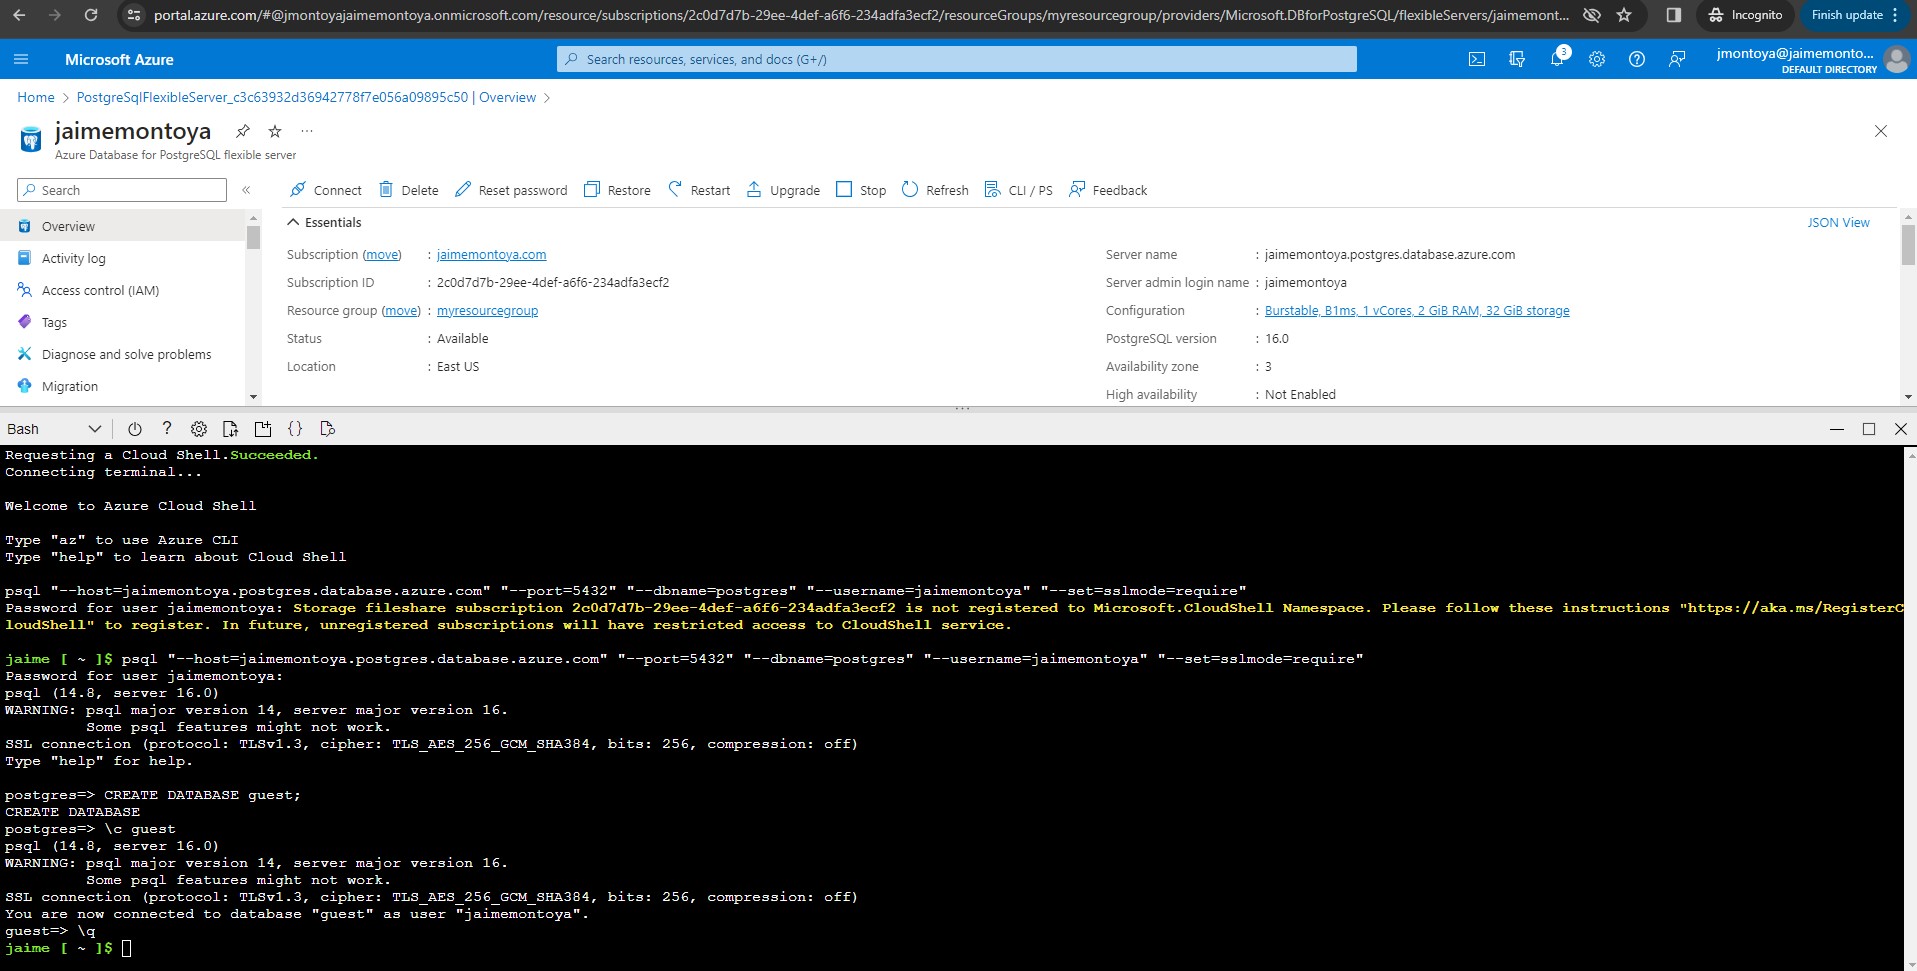 portal.azure.com/#@jmontoyajaimemontoya.onmicrosoft.com/resource/subscriptions/2c0d7d7b-29ee-4def-a6f6-234adfa3ecf2/resourceGroups/myresourcegroup/providers/Microsoft.DBforPostgreSQL/flexibleServers/jaimemont...
Incognito
Finish update
Microsoft Azure
Search resources, services, and docs (G+/)
3
jmontoya@jaimemonto...
DEFAULT DIRECTORY
Home > PostgreSqlFlexibleServer_c3c63932d36942778f7e056a09895c50 | Overview >
jaimemontoya
Azure Database for PostgreSQL flexible server
Search
Connect Delete Reset password Restore Restart Upgrade Stop Refresh CLI / PS Feedback
Overview
Activity log
Access control (IAM)
Tags
Diagnose and solve problems
Migration
Essentials
JSON View
Subscription (move) : jaimemontoya.com
Subscription ID : 2c0d7d7b-29ee-4def-a6f6-234adfa3ecf2
Resource group (move) : myresourcegroup
Status : Available
Location : East US
Server name : jaimemontoya.postgres.database.azure.com
Server admin login name : jaimemontoya
Configuration : Burstable, B1ms, 1 vCores, 2 GiB RAM, 32 GiB storage
PostgreSQL version : 16.0
Availability zone : 3
High availability : Not Enabled
Bash
Requesting a Cloud Shell.Succeeded.
Connecting terminal...
Welcome to Azure Cloud Shell
Type "az" to use Azure CLI
Type "help" to learn about Cloud Shell
psql "--host=jaimemontoya.postgres.database.azure.com" "--port=5432" "--dbname=postgres" "--username=jaimemontoya" "--set=sslmode=require"
Password for user jaimemontoya: Storage fileshare subscription 2c0d7d7b-29ee-4def-a6f6-234adfa3ecf2 is not registered to Microsoft.CloudShell Namespace. Please follow these instructions "https://aka.ms/RegisterC
loudShell" to register. In future, unregistered subscriptions will have restricted access to CloudShell service.
jaime [ ~ ]$ psql "--host=jaimemontoya.postgres.database.azure.com" "--port=5432" "--dbname=postgres" "--username=jaimemontoya" "--set=sslmode=require"
Password for user jaimemontoya:
psql (14.8, server 16.0)
WARNING: psql major version 14, server major version 16.
Some psql features might not work.
SSL connection (protocol: TLSv1.3, cipher: TLS_AES_256_GCM_SHA384, bits: 256, compression: off)
Type "help" for help.
postgres=> CREATE DATABASE guest;
CREATE DATABASE
postgres=> \c guest
psql (14.8, server 16.0)
WARNING: psql major version 14, server major version 16.
Some psql features might not work.
SSL connection (protocol: TLSv1.3, cipher: TLS_AES_256_GCM_SHA384, bits: 256, compression: off)
You are now connected to database "guest" as user "jaimemontoya".
guest=> \q
jaime [ ~ ]$